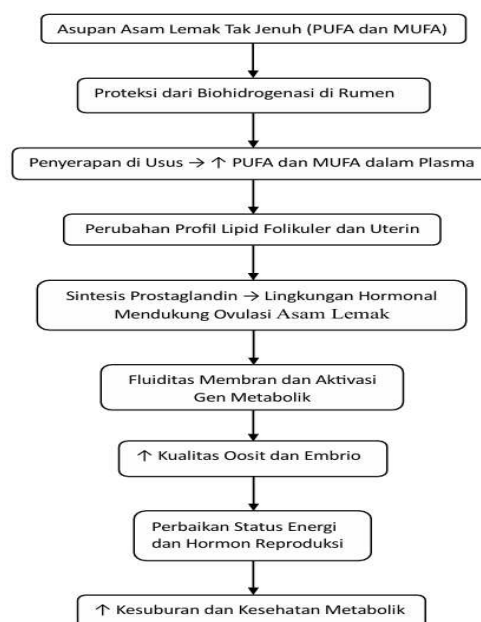 Asupan Asam Lemak Tak Jenuh (PUFA dan MUFA)
Proteksi dari Biohidrogenasi di Rumen
Penyerapan di Usus → ↑ PUFA dan MUFA dalam Plasma
Perubahan Profil Lipid Folikuler dan Uterin
Sintesis Prostaglandin → Lingkungan Hormonal
Mendukung Ovulasi Asam Lemak
Fluiditas Membran dan Aktivasi
Gen Metabolik
↑ Kualitas Oosit dan Embrio
Perbaikan Status Energi
dan Hormon Reproduksi
↑ Kesuburan dan Kesehatan Metabolik